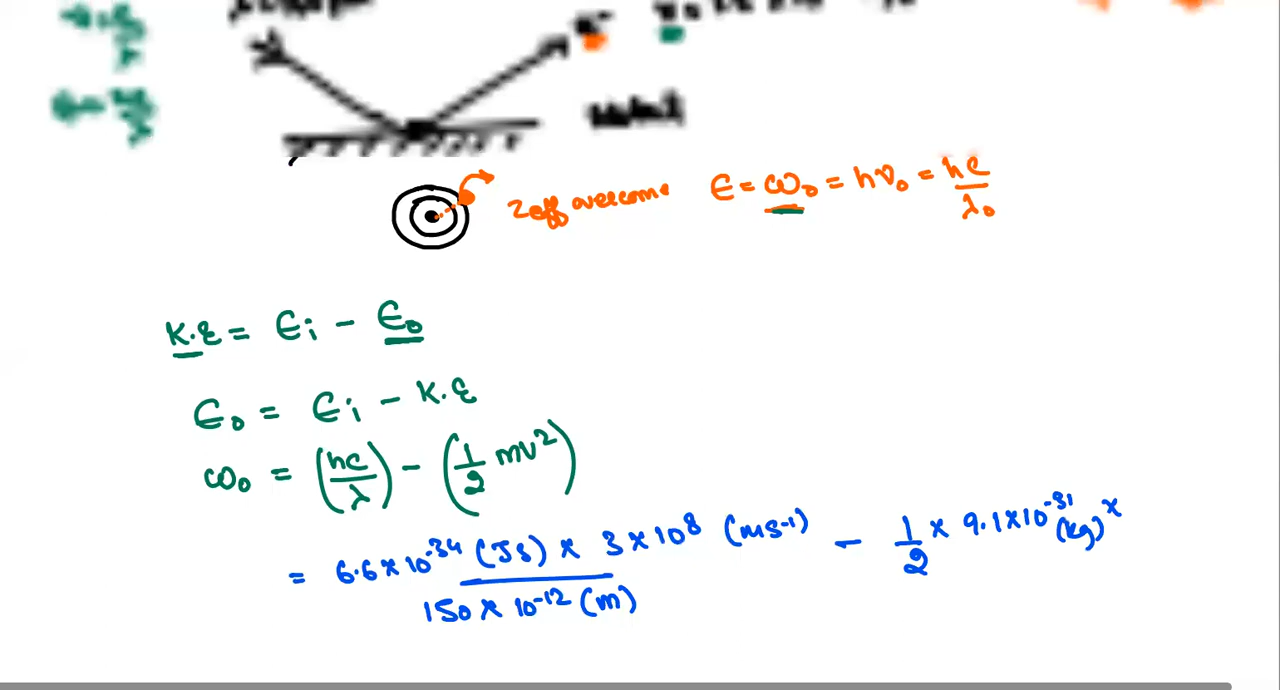 Zeff overcome E = ω₀ = hν₀ = hc/λ₀
K.E = Ei - E₀
E₀ = Ei - K.E
ω₀ = (hc/λ) - (1/2 mv²)
= 6.6 × 10⁻³⁴ (Js) × 3 × 10⁸ (ms⁻¹) / 150 × 10⁻¹² (m) - 1/2 × 9.1 × 10⁻³¹ (kg) ×